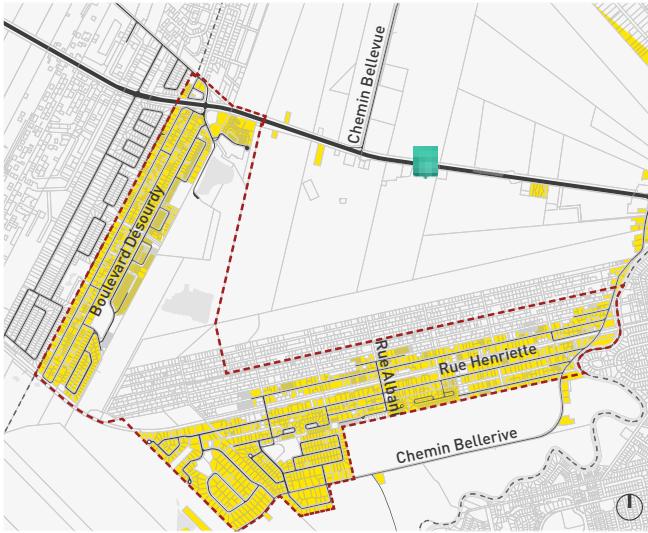 Chemin Bellevue
Boulevard Desourdy
Rue Alban
Rue Henriette
Chemin Bellerive